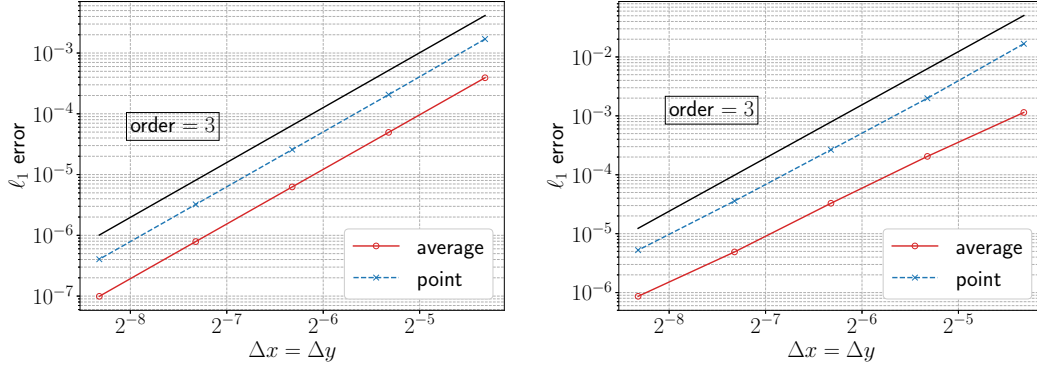 10⁻³
10⁻⁴
10⁻⁵
10⁻⁶
10⁻⁷
ℓ₁ error
order = 3
average
point
2⁻⁸ 2⁻⁷ 2⁻⁶ 2⁻⁵
Δx = Δy
10⁻²
10⁻³
10⁻⁴
10⁻⁵
10⁻⁶
ℓ₁ error
order = 3
average
point
2⁻⁸ 2⁻⁷ 2⁻⁶ 2⁻⁵
Δx = Δy